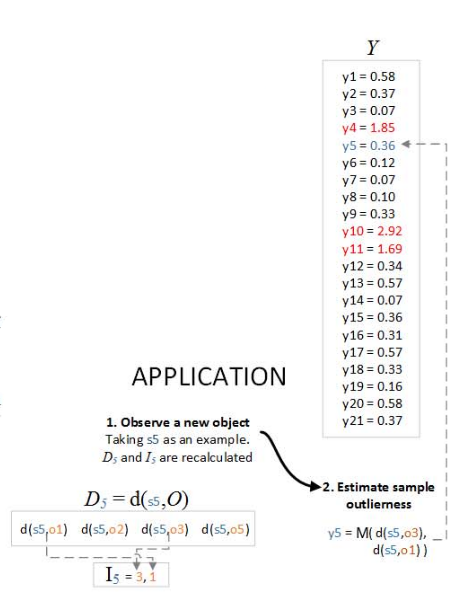 Y
y1 = 0.58
y2 = 0.37
y3 = 0.07
y4 = 1.85
y5 = 0.36
y6 = 0.12
y7 = 0.07
y8 = 0.10
y9 = 0.33
y10 = 2.92
y11 = 1.69
y12 = 0.34
y13 = 0.57
y14 = 0.07
y15 = 0.36
y16 = 0.31
y17 = 0.57
y18 = 0.33
y19 = 0.16
y20 = 0.58
y21 = 0.37
APPLICATION
1. Observe a new object
Taking s5 as an example.
D5 and I5 are recalculated
D5 = d(s5,O)
d(s5,o1) d(s5,o2) d(s5,o3) d(s5,o5)
I5 = 3,1
2. Estimate sample
outlierness
y5 = M( d(s5,o3),
d(s5,o1) )